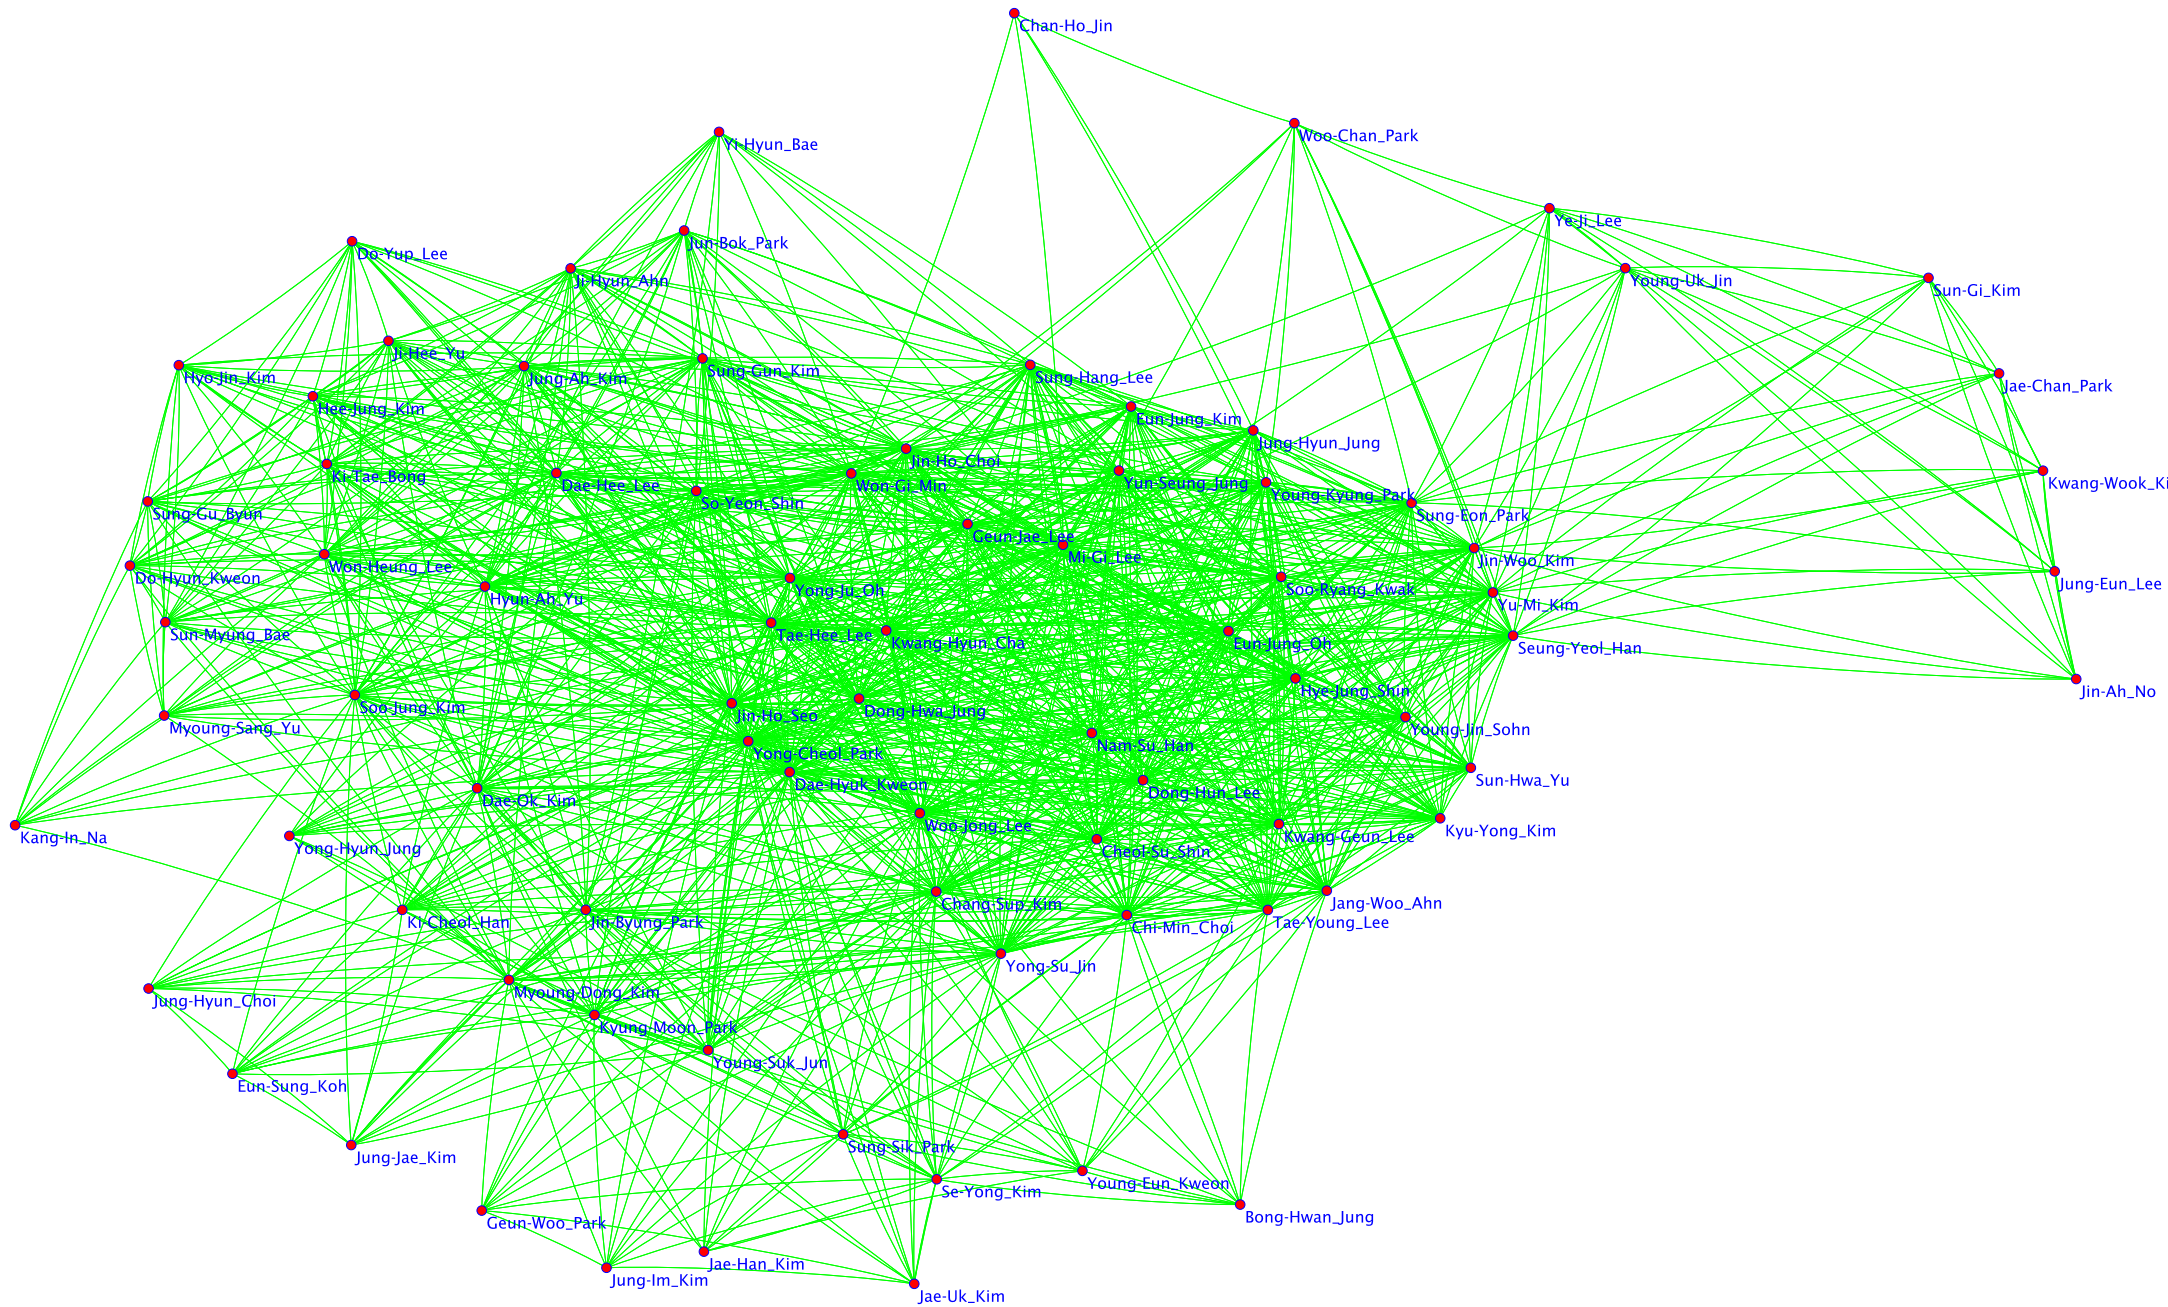 Chan-Ho_Jin
Woo-Chan_Park
Yi-Hyun_Bae
Ye-Ji_Lee
Jun-Bok_Park
Do-Yup_Lee
Ji-Hyun_Ahn
Young-Uk_Jin
Sun-Gi_Kim
Ji-Hee_Yu
Sung-Gun_Kim
Hyo-Jin_Kim
Jung-Ah_Kim
Sung-Hang_Lee
Jae-Chan_Park
Hee-Jung_Kim
Eun-Jung_Kim
Jung-Hyun_Jung
Jin-Ho_Choi
Ki-Tae_Bong
Dae-Hee_Lee
Won-Gi_Min
Yun-Seung_Jung
Kwang-Wook_Ki
Young-Kyung_Park
So-Yeon_Shin
Sung-Gu_Byun
Sung-Eon_Park
Geun-Jae_Lee
Mi-Gi_Lee
Jin-Woo_Kim
Won-Heung_Lee
Do-Hyun_Kweon
Jung-Eun_Lee
Yong-Ju_Oh
Soo-Ryang_Kwak
Hyun-Ah_Yu
Yu-Mi_Kim
Sun-Myung_Bae
Tae-Hee_Lee
Kwang-Hyun_Cha
Eun-Jung_Oh
Seung-Yeol_Han
Hye-Jung_Shin
Jin-Ah_No
Soo-Jung_Kim
Dong-Hwa_Jung
Jin-Ho_Seo
Myoung-Sang_Yu
Young-Jin_Sohn
Nam-Su_Han
Yong-Cheol_Park
Sun-Hwa_Yu
Dae-Hyuk_Kweon
Dong-Hun_Lee
Dae-Ok_Kim
Woo-Jong_Lee
Kyu-Yong_Kim
Kwang-Geun_Lee
Kang-In_Na
Yong-Hyun_Jung
Cheol-Su_Shin
Chang-Sup_Kim
Jang-Woo_Ahn
Ki-Cheol_Han
Jin-Byung_Park
Tae-Young_Lee
Chi-Min_Choi
Yong-Su_Jin
Myoung-Dong_Kim
Jung-Hyun_Choi
Kyung-Moon_Park
Young-Suk_Jun
Eun-Sung_Koh
Sung-Sik_Park
Jung-Jae_Kim
Young-Eun_Kweon
Se-Yong_Kim
Bong-Hwan_Jung
Geun-Woo_Park
Jae-Han_Kim
Jung-Im_Kim
Jae-Uk_Kim